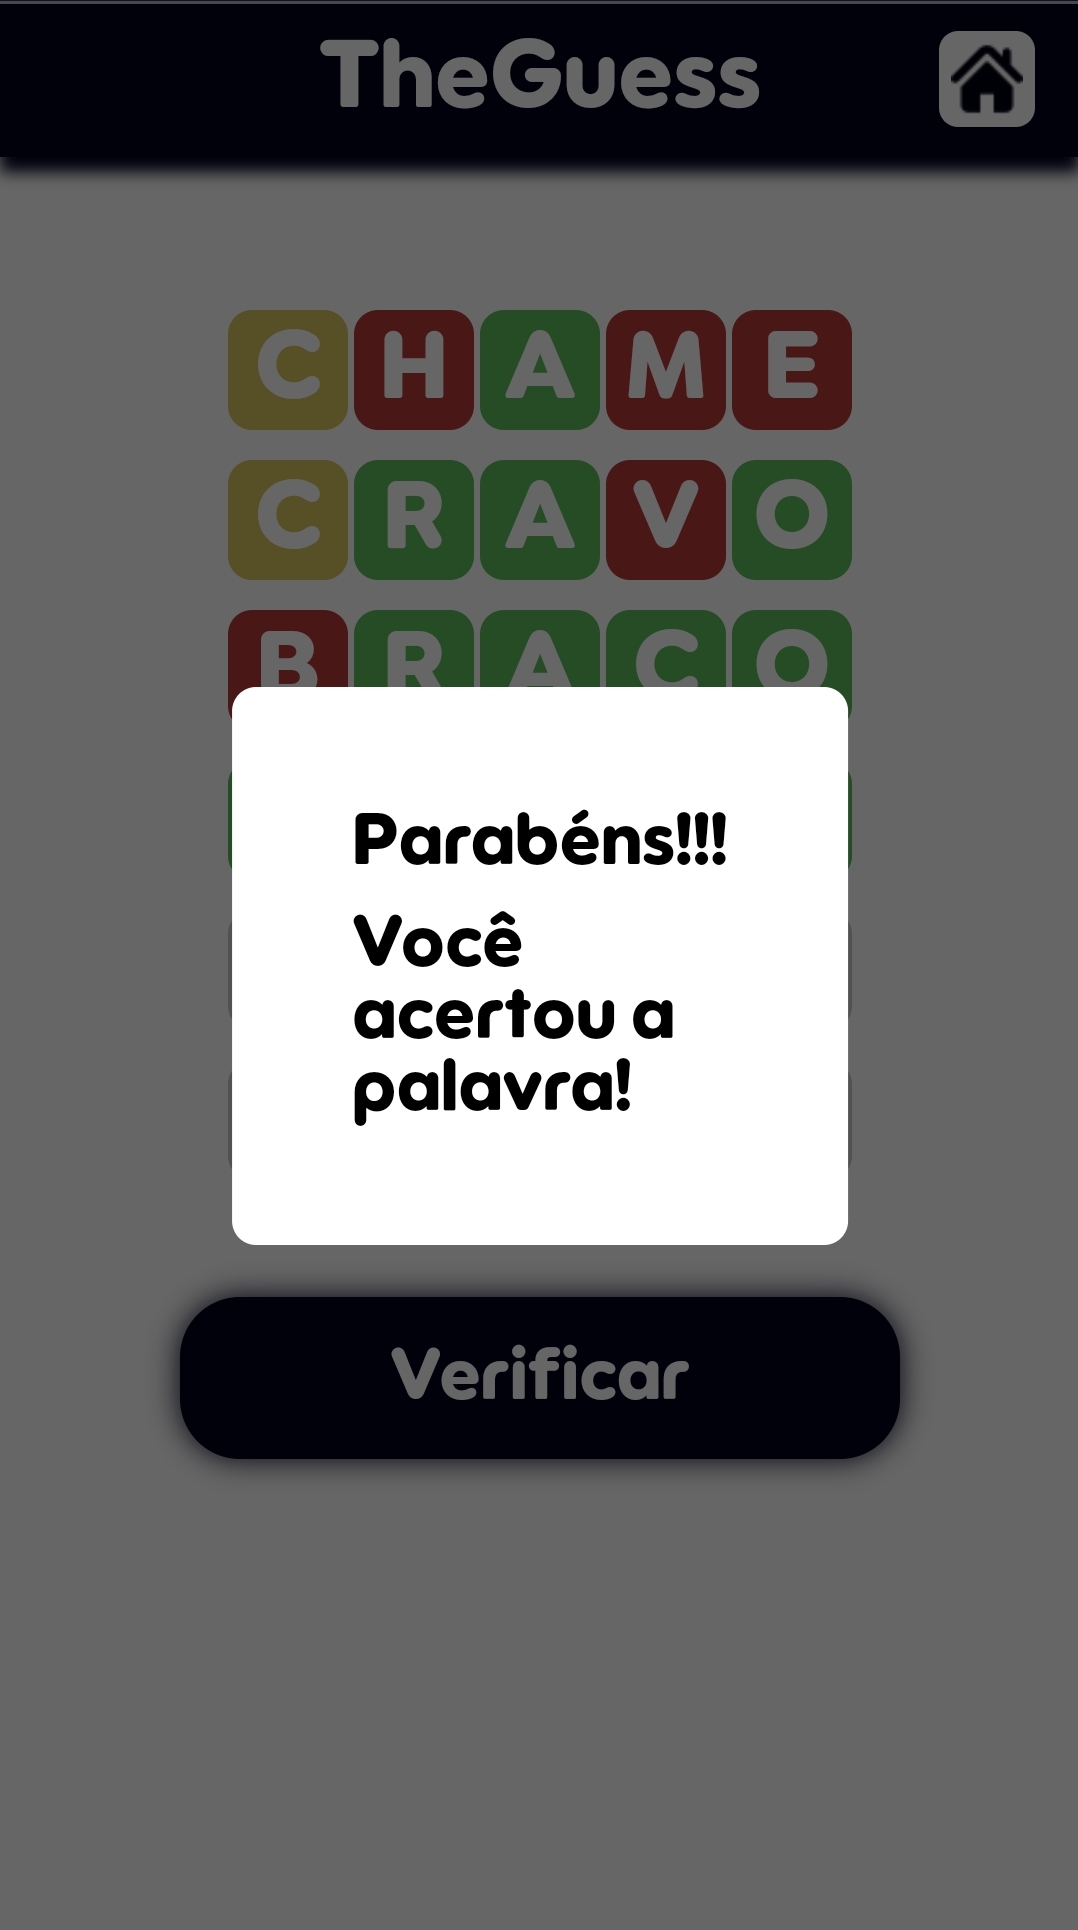 TheGuess
C H A M E
C R A V O
B R A C O
Parabéns!!!
Você
acertou a
palavra!
Verificar